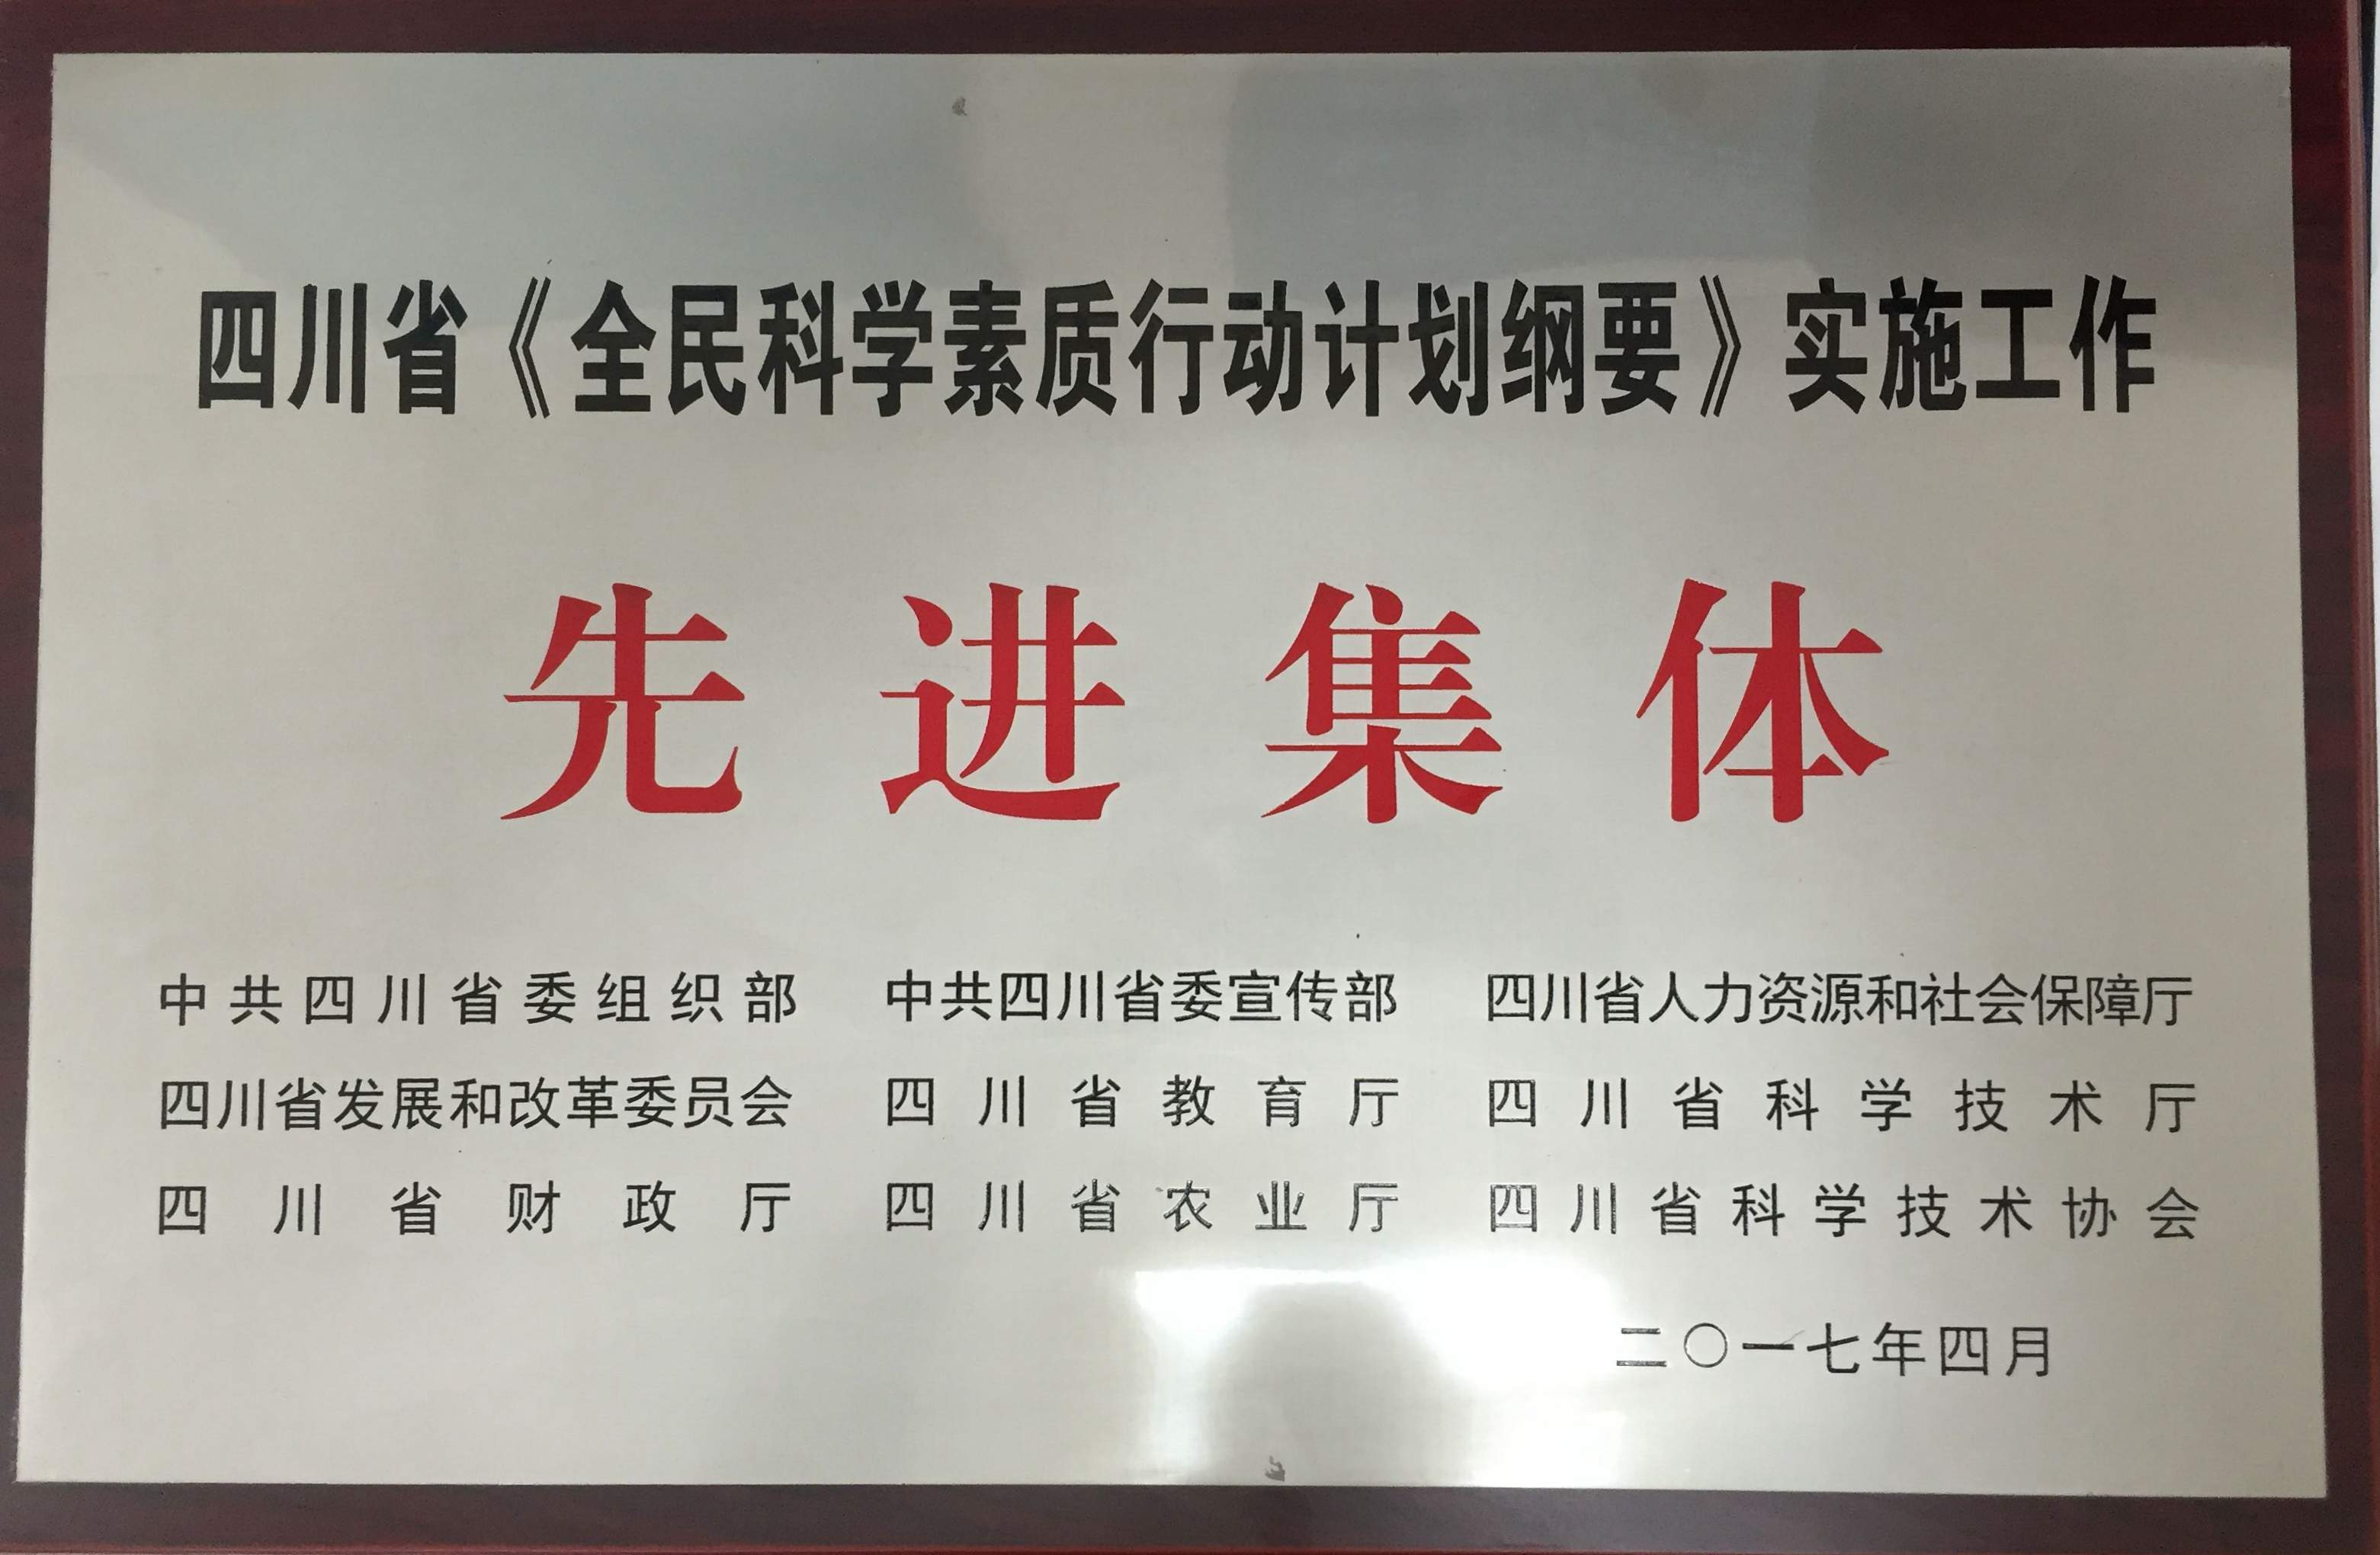 四川省《全民科学素质行动计划纲要》实施工作
先进集体
中共四川省委组织部 中共四川省委宣传部 四川省人力资源和社会保障厅
四川省发展和改革委员会 四川省教育厅 四川省科学技术厅
四川省财政厅 四川省农业厅 四川省科学技术协会
二〇一七年四月